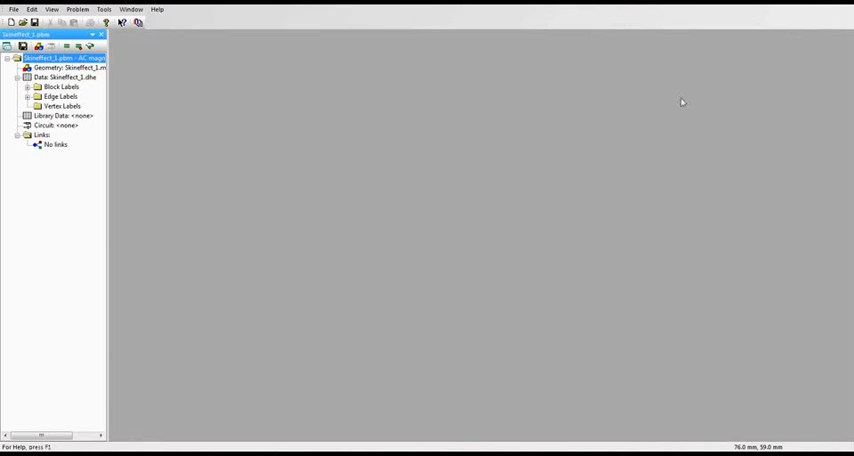 File Edit View Problem Tools Window Help
Skineffect_1.pbm
Skineffect_1.pbm - AC magn
Geometry: Skineffect_1.m
Data: Skineffect_1.dhe
Block Labels
Edge Labels
Vertex Labels
Library Data: <none>
Circuit: <none>
Links:
No links
For Help, press F1
76.0 mm, 59.0 mm